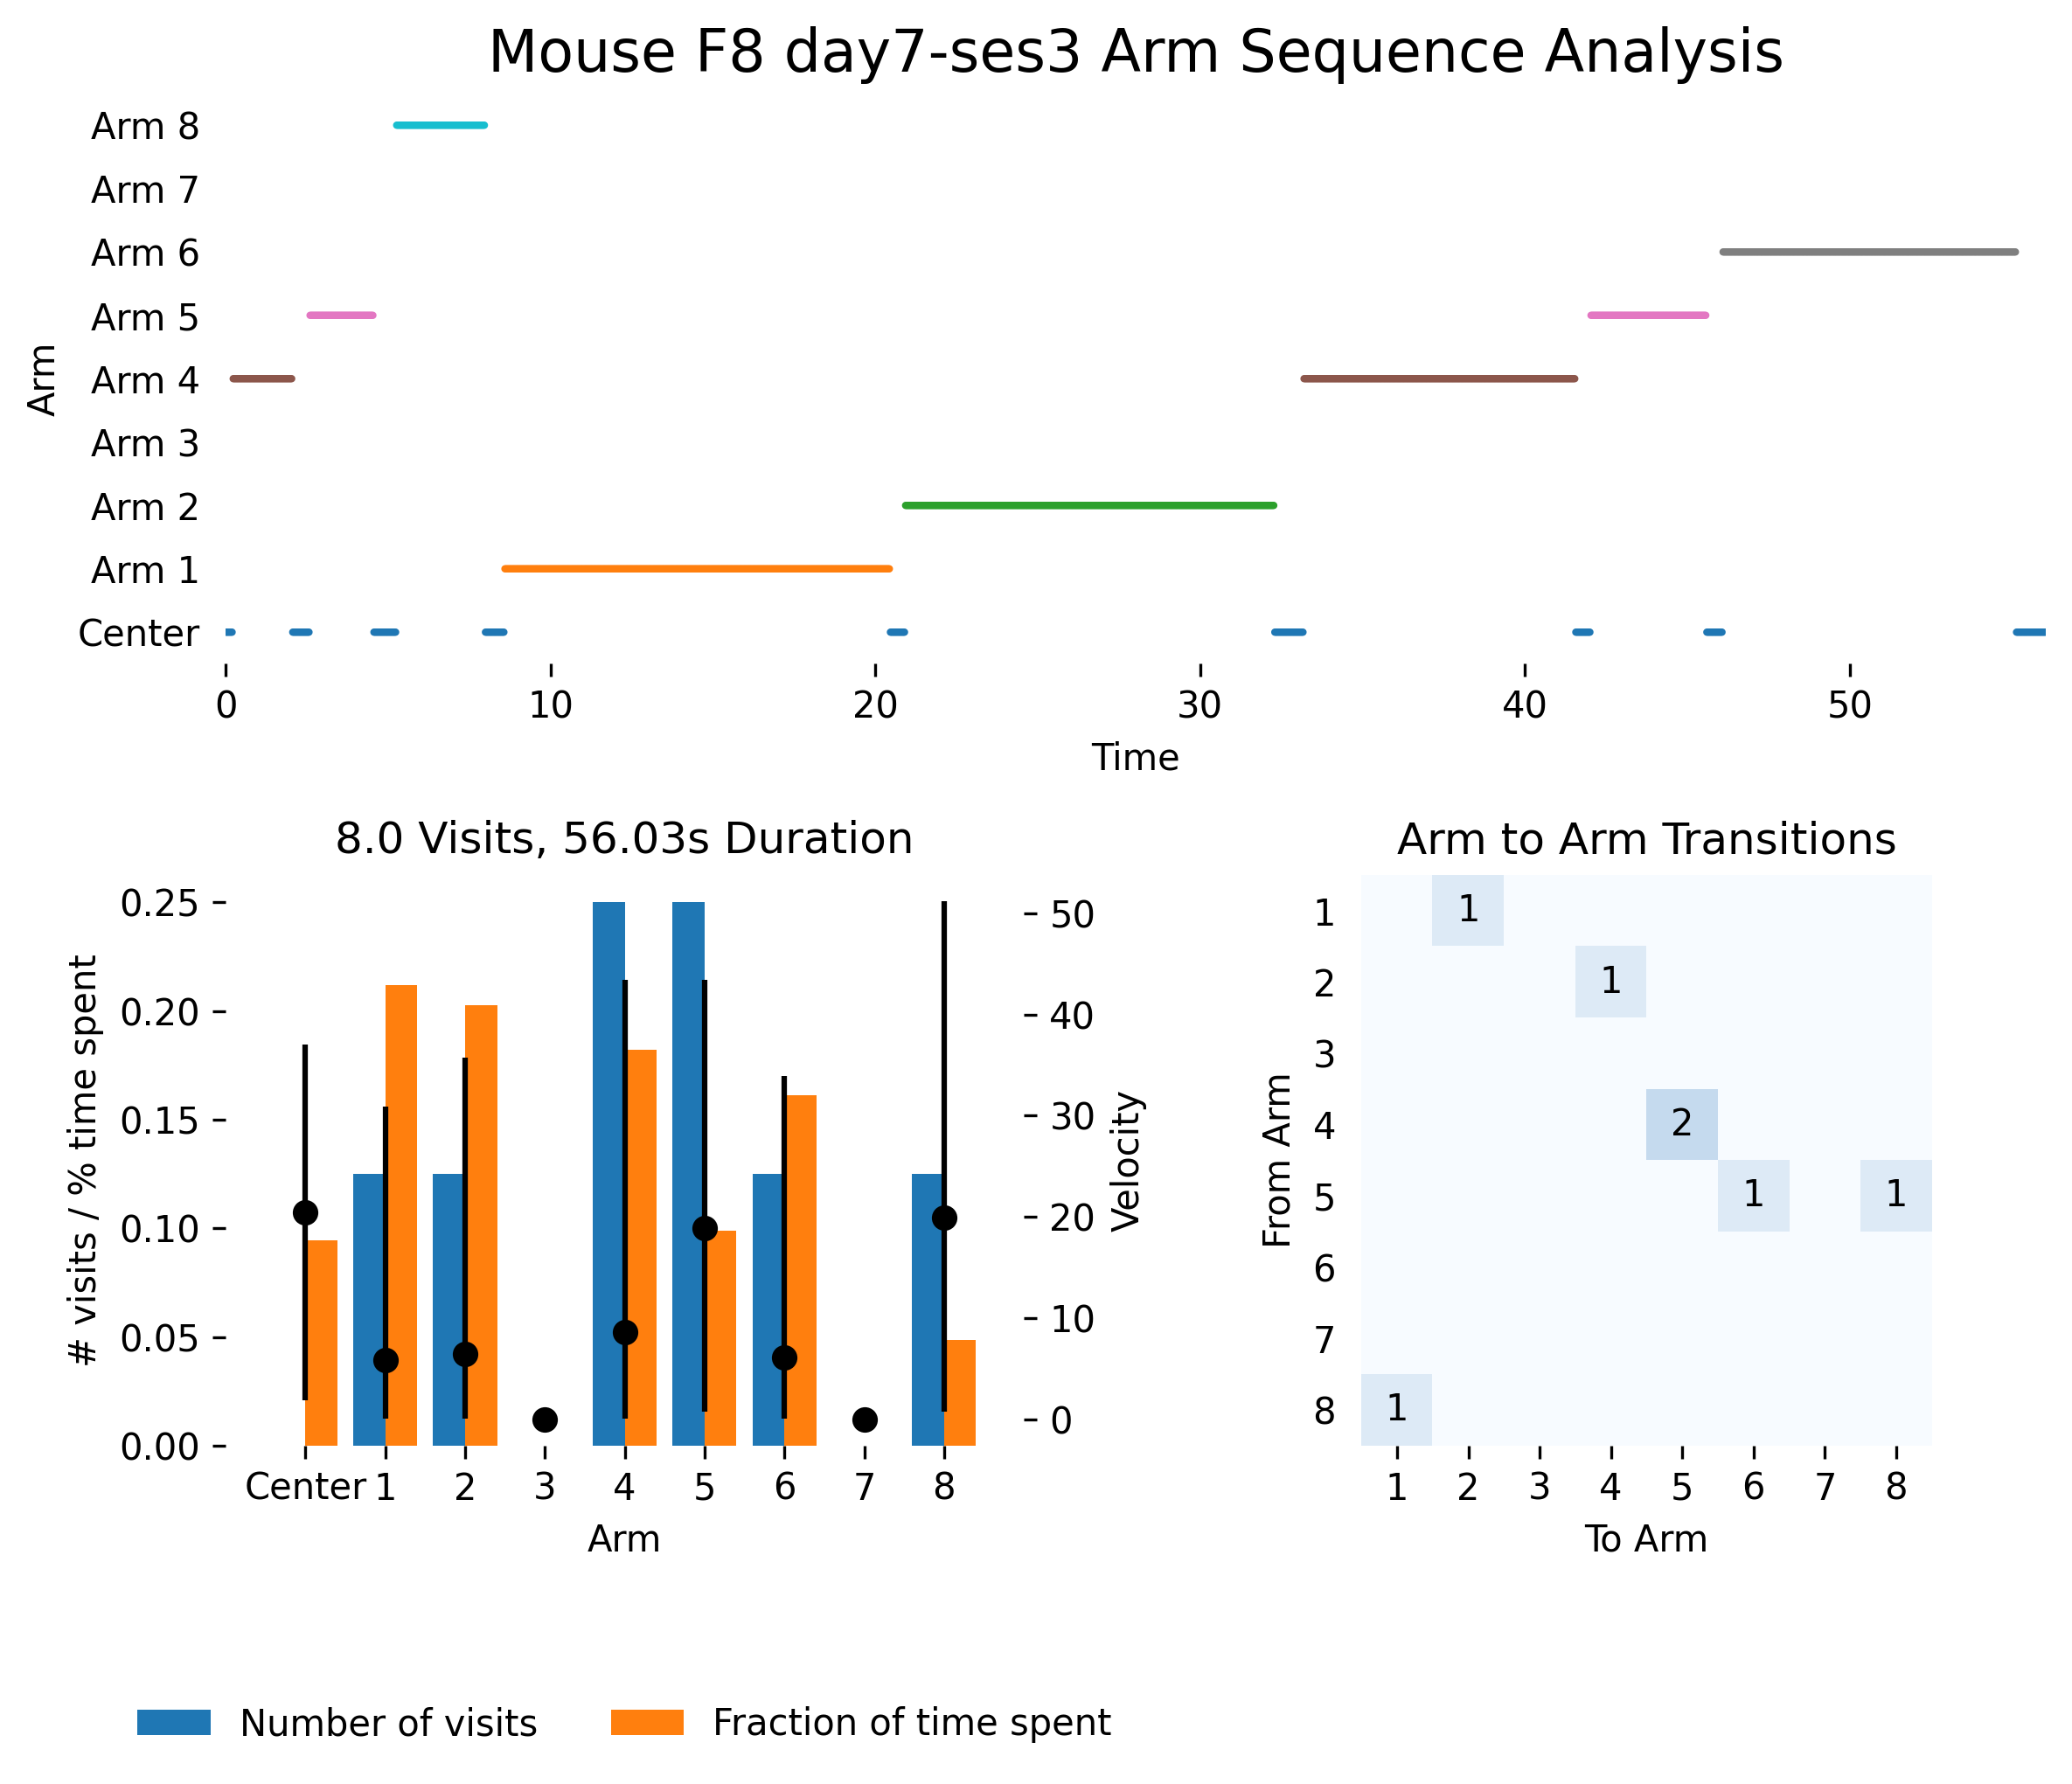 Mouse F8 day7-ses3 Arm Sequence Analysis
Arm 8
Arm 7
Arm 6
Arm 5
Arm 4
Arm 3
Arm 2
Arm 1
Center
Arm
0 10 20 30 40 50
Time
8.0 Visits, 56.03s Duration
0.25
0.20
0.15
0.10
0.05
0.00
# visits / % time spent
50
40
30
20
10
0
Velocity
Center 1 2 3 4 5 6 7 8
Arm
Arm to Arm Transitions
From Arm
1 1
2 1
3
4 2
5 1 1
6
7
8 1
1 2 3 4 5 6 7 8
To Arm
Number of visits Fraction of time spent